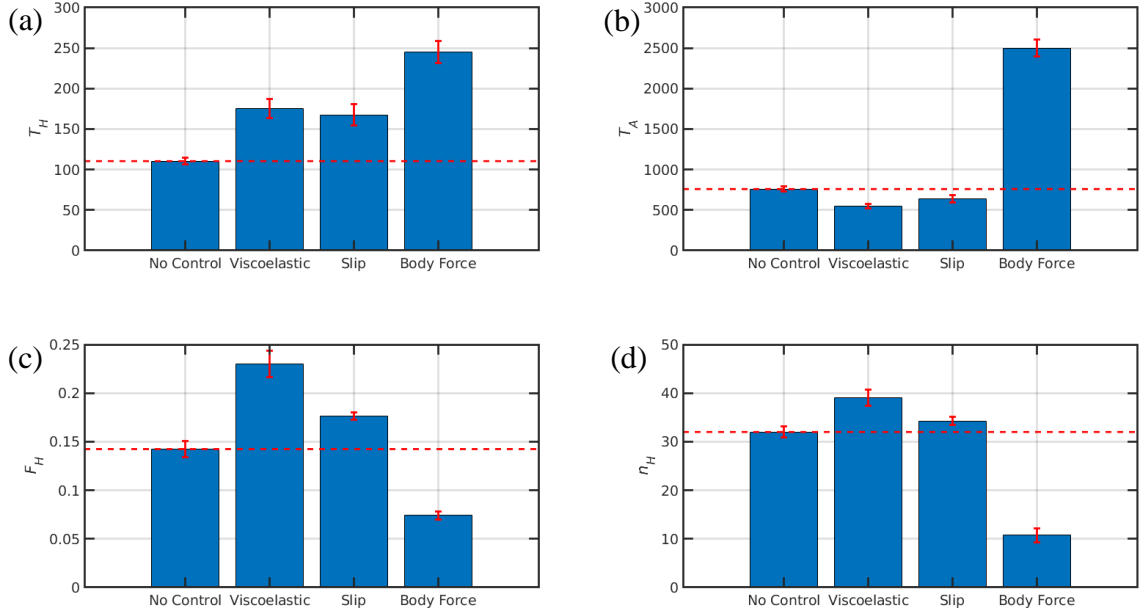 (a)
300
250
200
150
100
50
0
T_H
No Control Viscoelastic Slip Body Force
(b)
3000
2500
2000
1500
1000
500
0
T_A
No Control Viscoelastic Slip Body Force
(c)
0.25
0.2
0.15
0.1
0.05
0
F_H
No Control Viscoelastic Slip Body Force
(d)
50
40
30
20
10
0
n_H
No Control Viscoelastic Slip Body Force